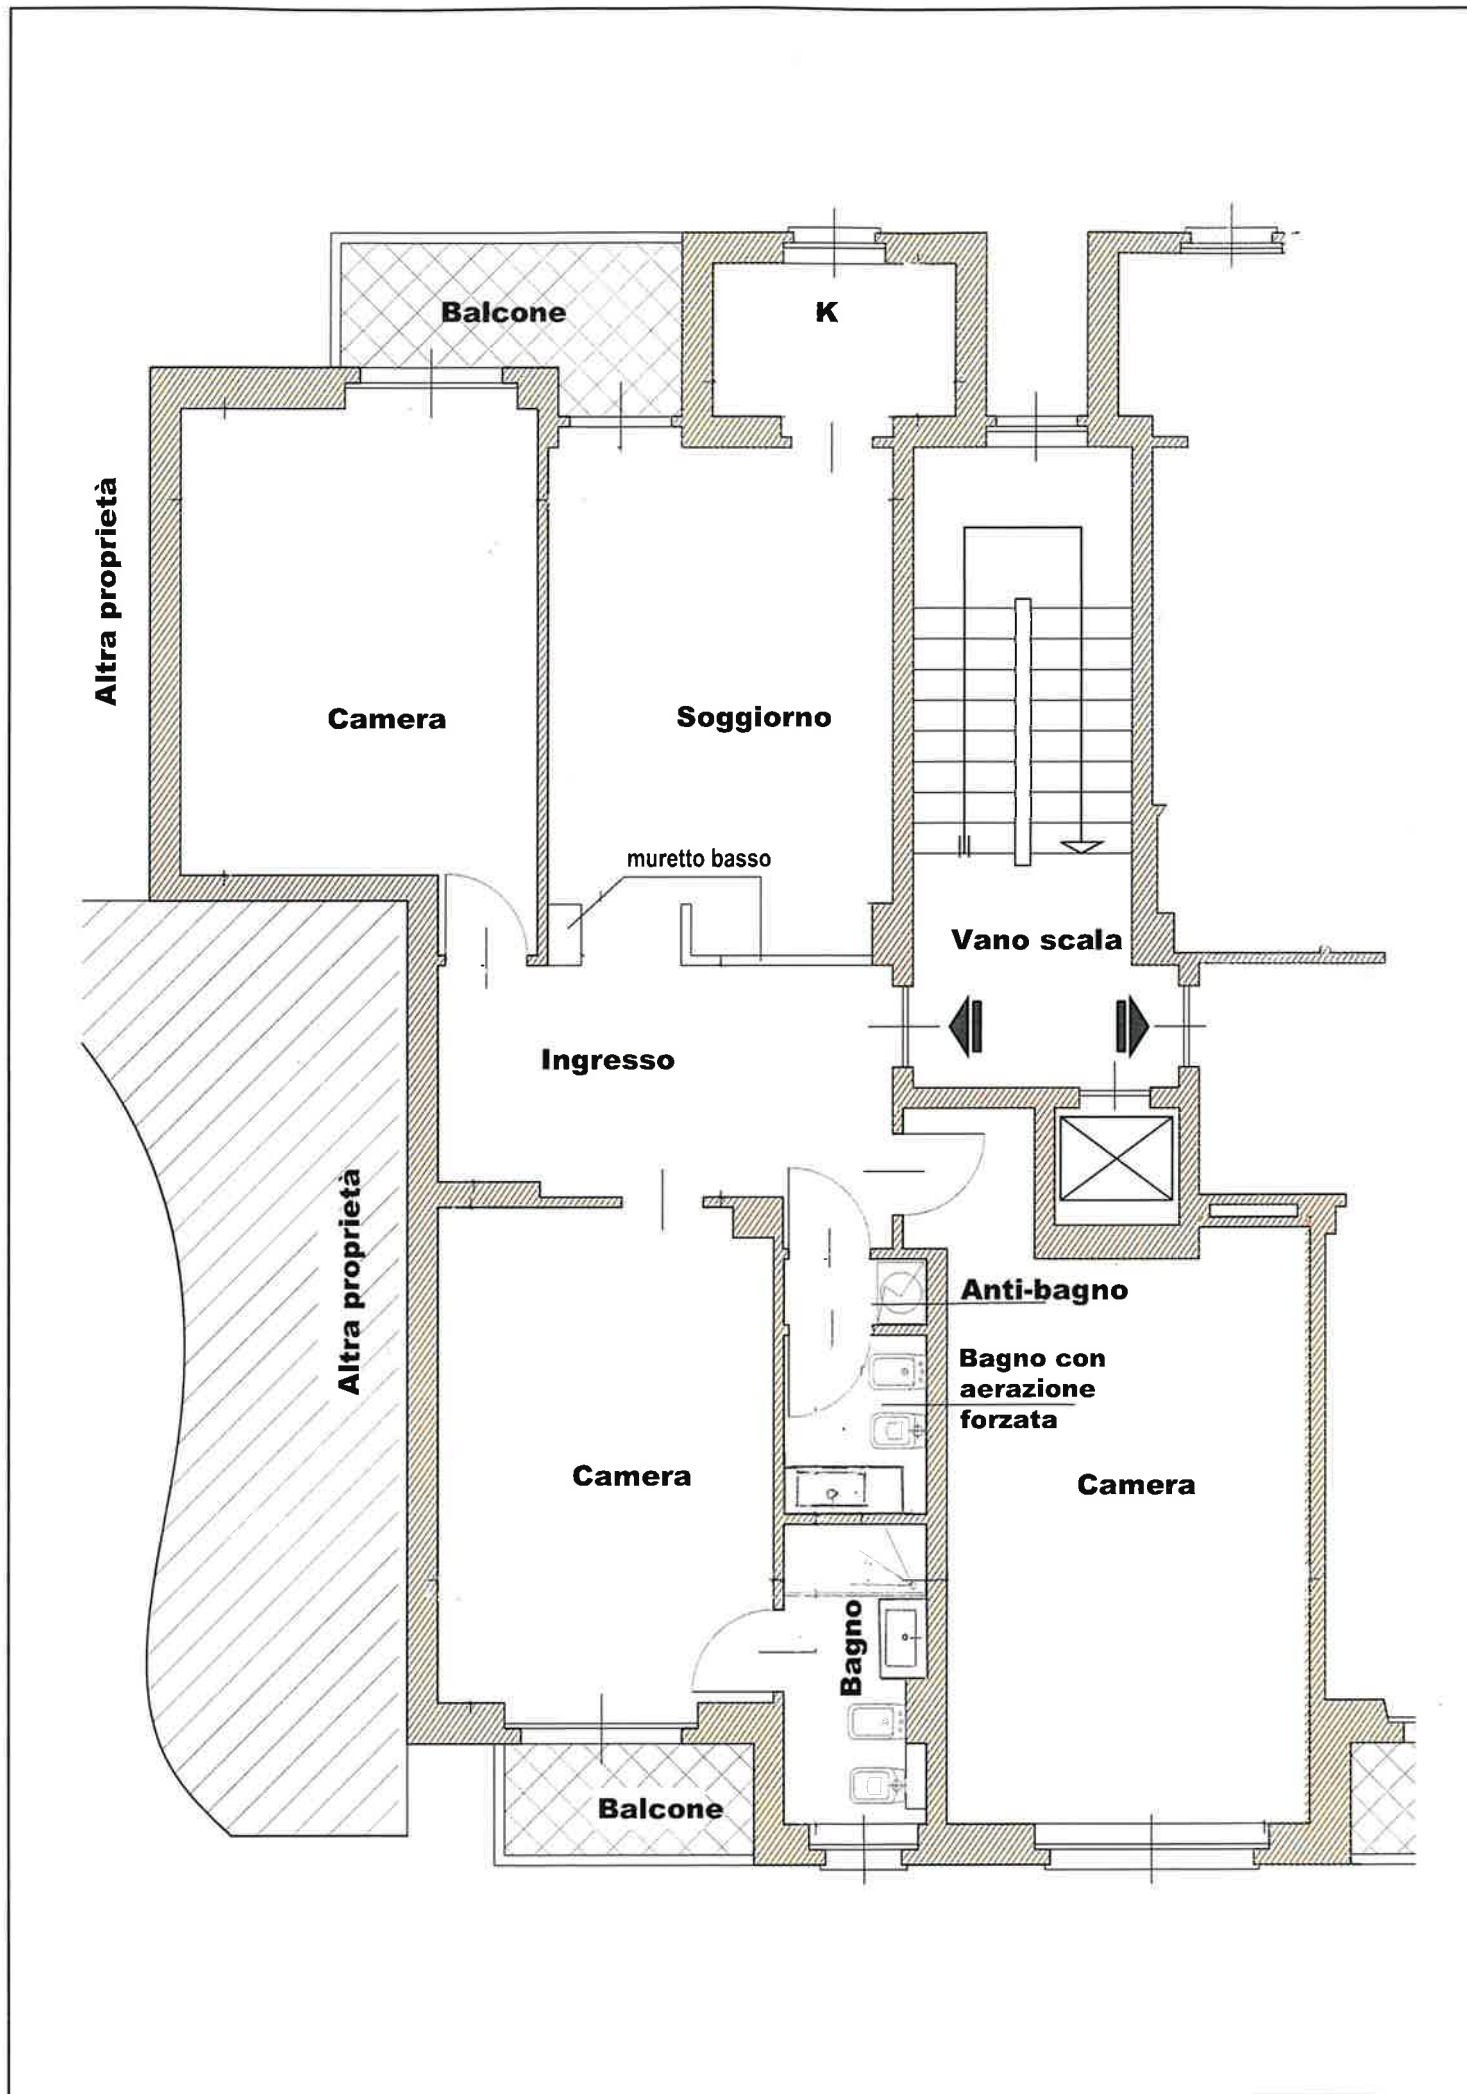 Balcone
K
Altra proprietà
Camera
Soggiorno
muretto basso
Vano scala
Ingresso
Altra proprietà
Anti-bagno
Bagno con
aerazione
forzata
Camera
Camera
Bagno
Balcone